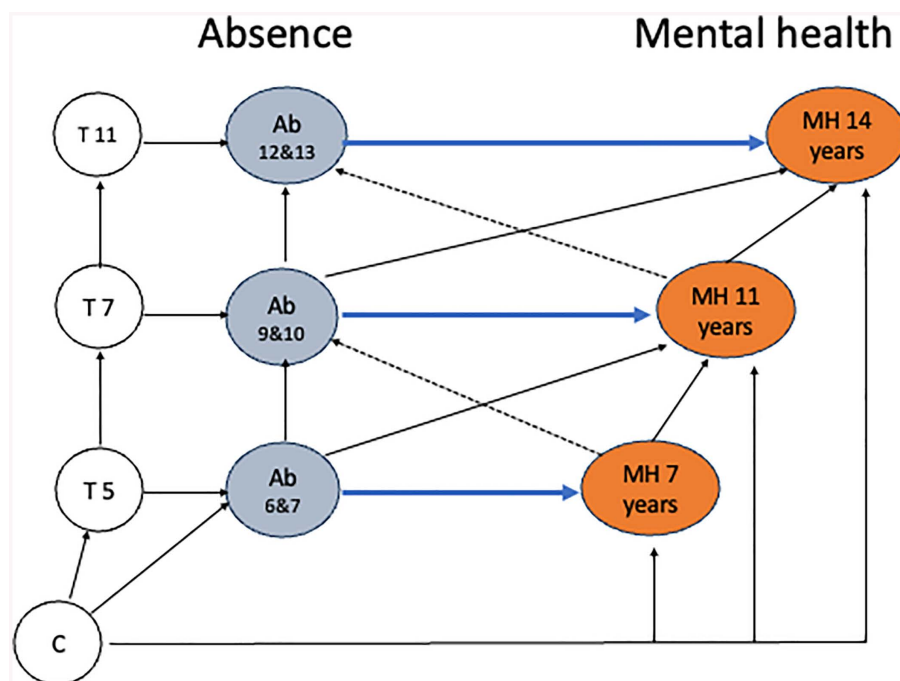 Absence
Mental health
T 11
Ab
12&13
MH 14
years
T 7
Ab
9&10
MH 11
years
T 5
Ab
6&7
MH 7
years
C